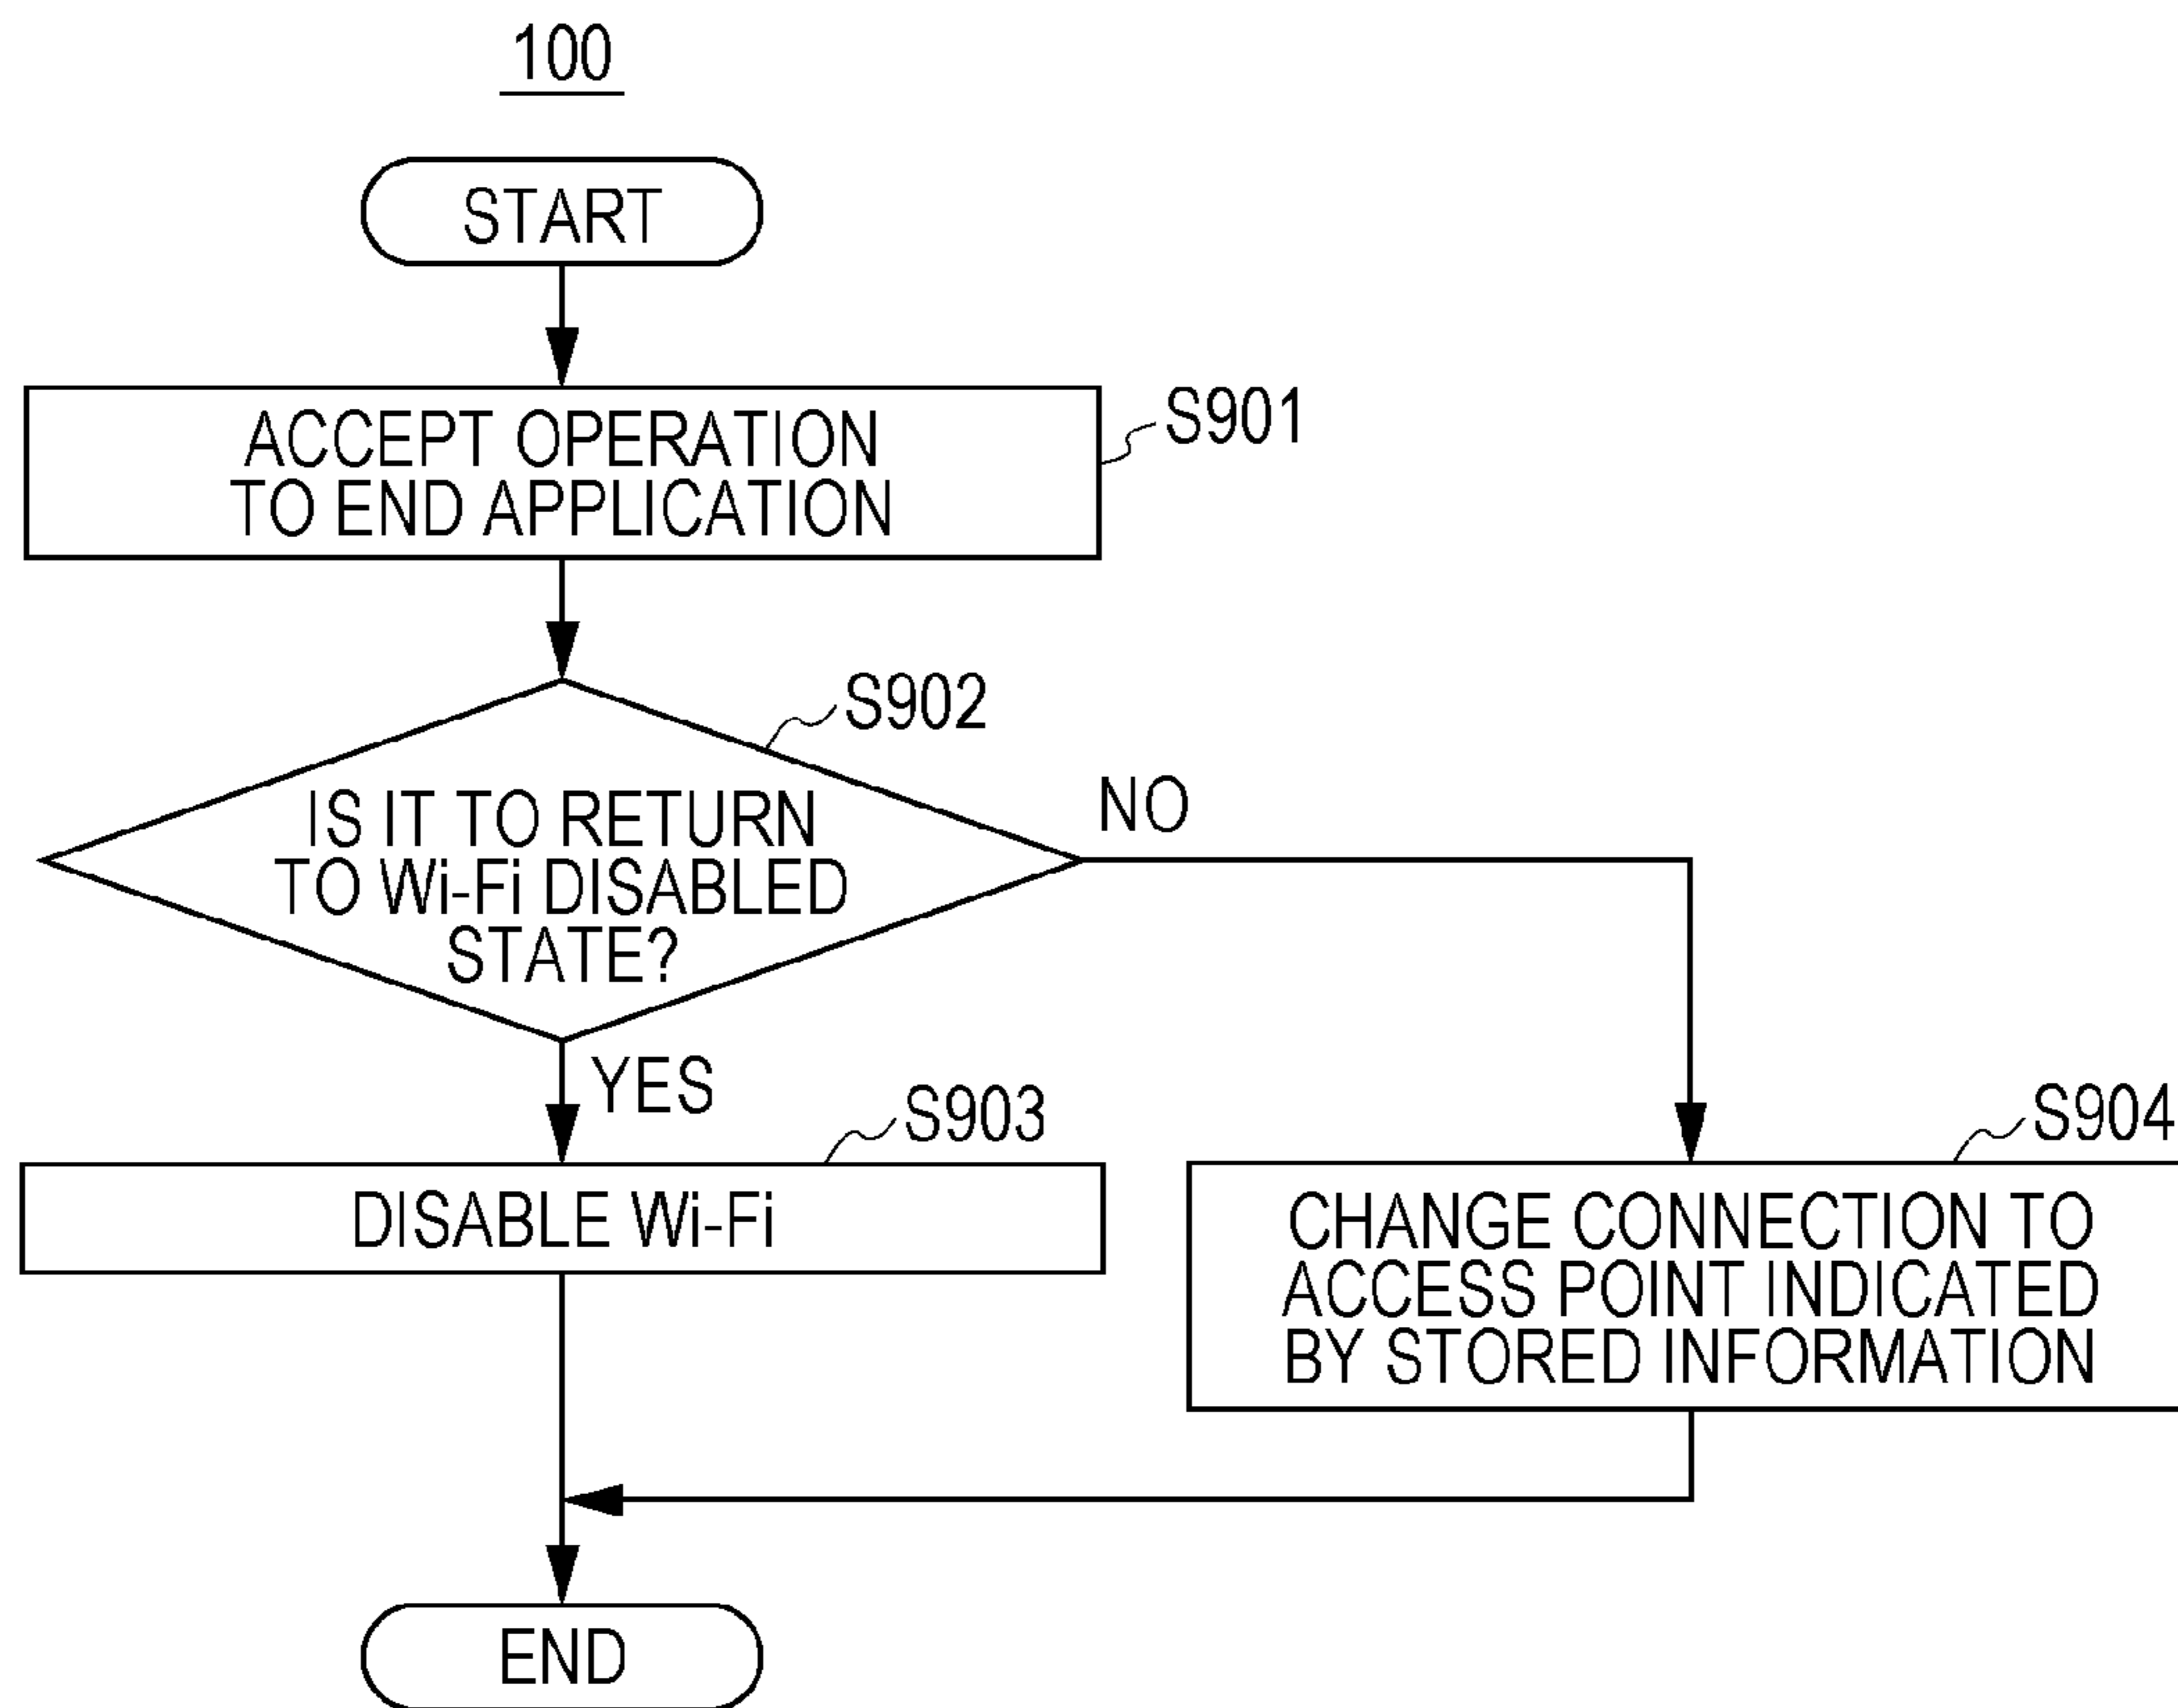 100
START
ACCEPT OPERATION
TO END APPLICATION
S901
S902
IS IT TO RETURN
TO Wi-Fi DISABLED
STATE?
NO
YES
S903
DISABLE Wi-Fi
S904
CHANGE CONNECTION TO
ACCESS POINT INDICATED
BY STORED INFORMATION
END